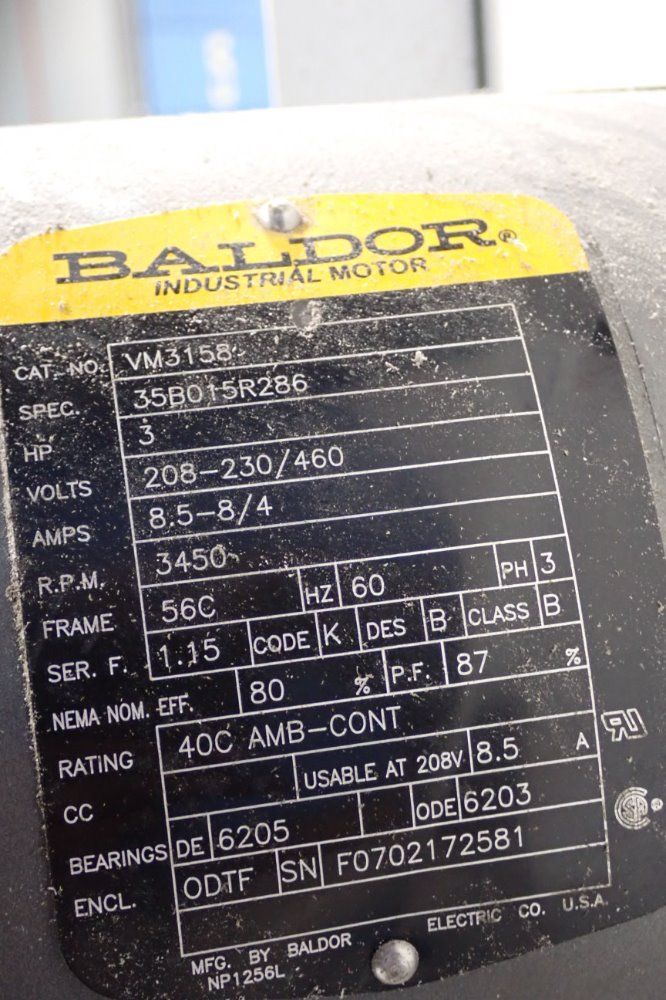 BALDOR®
INDUSTRIAL MOTOR
CAT. NO. VM3158
SPEC. 35B015R286
HP 3
VOLTS 208-230/460
AMPS 8.5-8/4
R.P.M. 3450
FRAME 56C HZ 60 PH 3
SER. F. 1.15 CODE K DES B CLASS B
NEMA NOM. EFF. 80 % P.F. 87 %
RATING 40C AMB-CONT
CC USABLE AT 208V 8.5 A
BEARINGS DE 6205 ODE 6203
ENCL. ODTF SN F0702172581
MFG. BY BALDOR ELECTRIC CO. U.S.A.
NP1256L